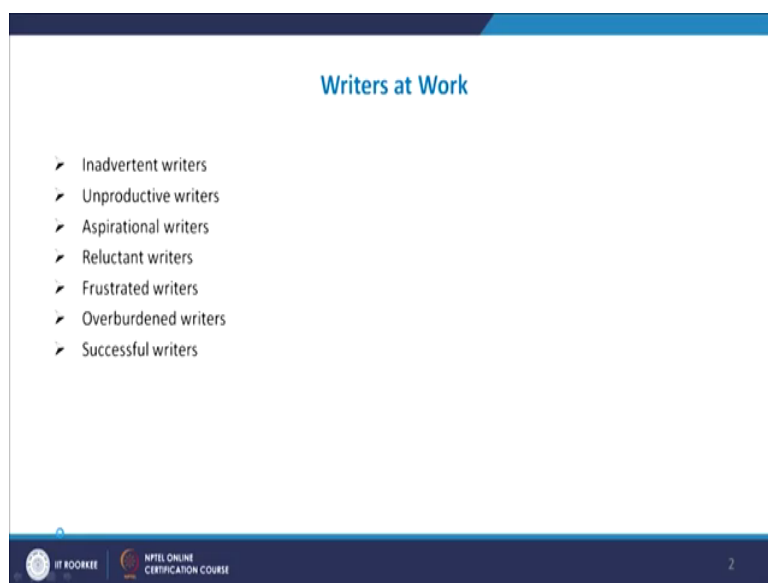 Writers at Work
➤ Inadvertent writers
➤ Unproductive writers
➤ Aspirational writers
➤ Reluctant writers
➤ Frustrated writers
➤ Overburdened writers
➤ Successful writers
IIT ROORKEE
NPTEL ONLINE
CERTIFICATION COURSE
2